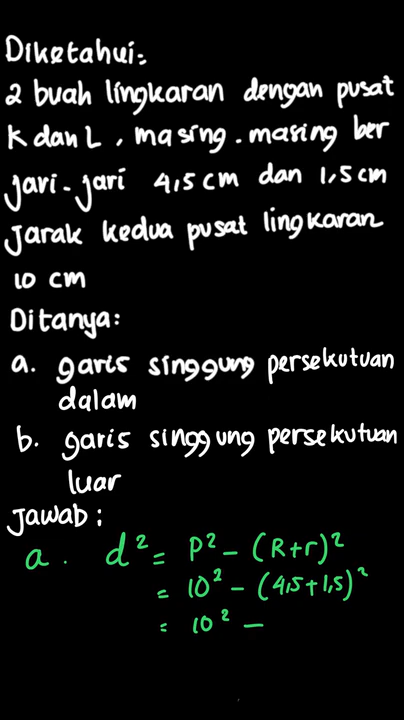 Diketahui:
2 buah lingkaran dengan pusat
K dan L, masing-masing ber
jari-jari 4,5 cm dan 1,5 cm
Jarak kedua pusat lingkaran
10 cm
Ditanya:
a. garis singgung persekutuan
dalam
b. garis singgung persekutuan
luar
Jawab:
a. d² = P² - (R+r)²
= 10² - (4,5+1,5)²
= 10² -